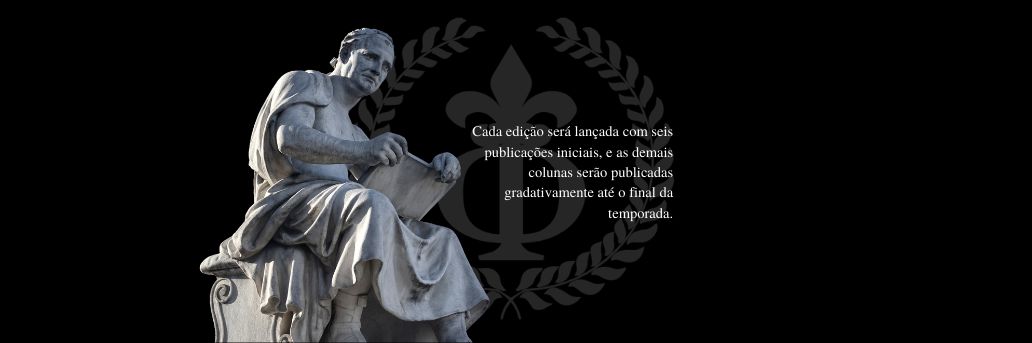 Cada edição será lançada com seis
publicações iniciais, e as demais
colunas serão publicadas
gradativamente até o final da
temporada.